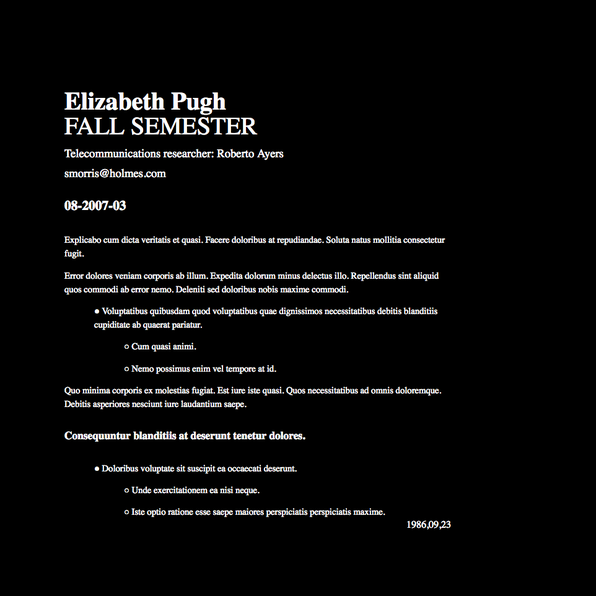 Elizabeth Pugh
FALL SEMESTER
Telecommunications researcher: Roberto Ayers
smorris@holmes.com
08-2007-03
Explicabo cum dicta veritatis et quasi. Facere doloribus at repudiandae. Soluta natus mollitia consectetur
fugit.
Error dolores veniam corporis ab illum. Expedita dolorum minus delectus illo. Repellendus sint aliquid
quos commodi ab error nemo. Deleniti sed doloribus nobis maxime commodi.
● Voluptatibus quibusdam quod voluptatibus quae dignissimos necessitatibus debitis blanditiis
cupiditate ab quaerat pariatur.
○ Cum quasi animi.
○ Nemo possimus enim vel tempore at id.
Quo minima corporis ex molestias fugiat. Est iure iste quasi. Quos necessitatibus ad omnis doloremque.
Debitis asperiores nesciunt iure laudantium saepe.
Consequuntur blanditiis at deserunt tenetur dolores.
● Doloribus voluptate sit suscipit ea occaecati deserunt.
○ Unde exercitationem ea nisi neque.
○ Iste optio ratione esse saepe maiores perspiciatis perspiciatis maxime.
1986,09,23